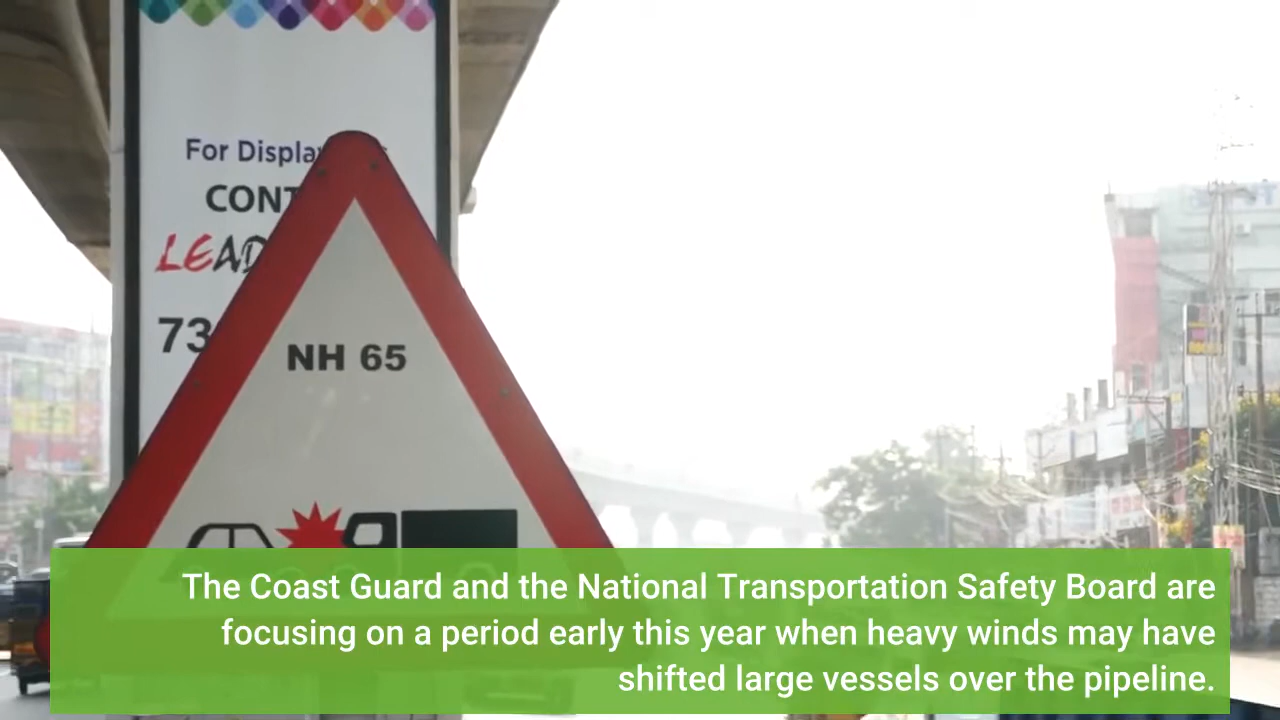 For Displa
CONT
LEAD
73
NH 65
The Coast Guard and the National Transportation Safety Board are
focusing on a period early this year when heavy winds may have
shifted large vessels over the pipeline.